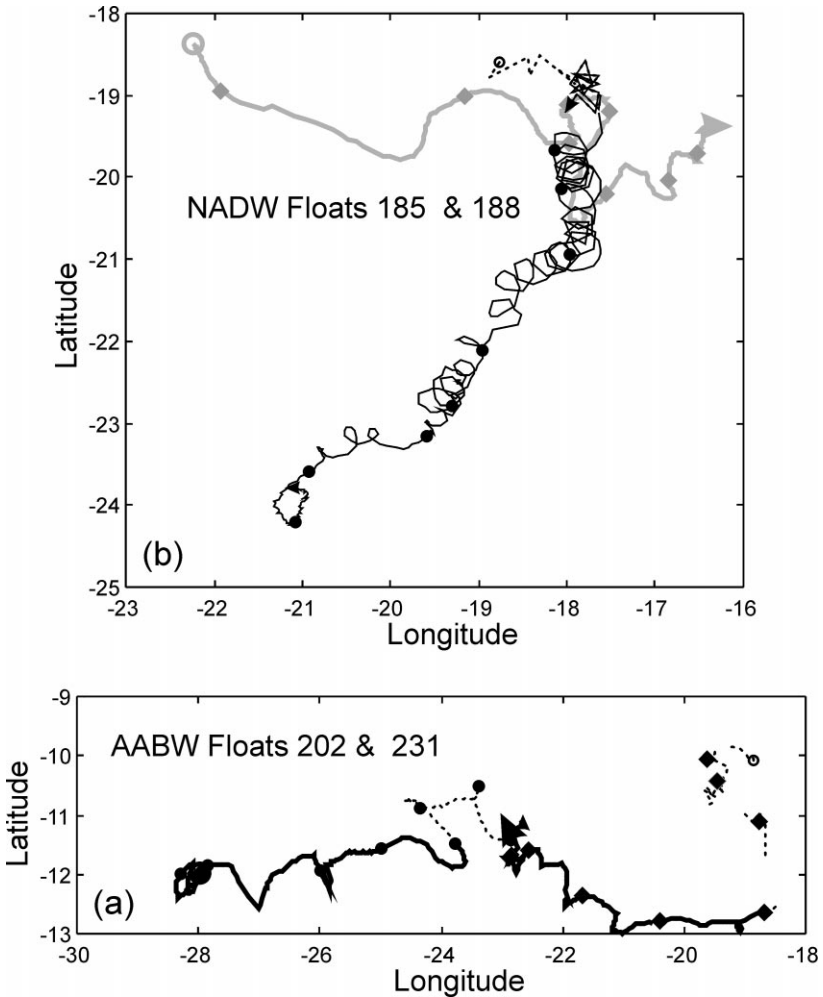 -18
-19
-20
-21
-22
-23
-24
-25
Latitude
NADW Floats 185 & 188
(b)
-23 -22 -21 -20 -19 -18 -17 -16
Longitude
-9
-10
-11
-12
-13
Latitude
AABW Floats 202 & 231
(a)
-30 -28 -26 -24 -22 -20 -18
Longitude